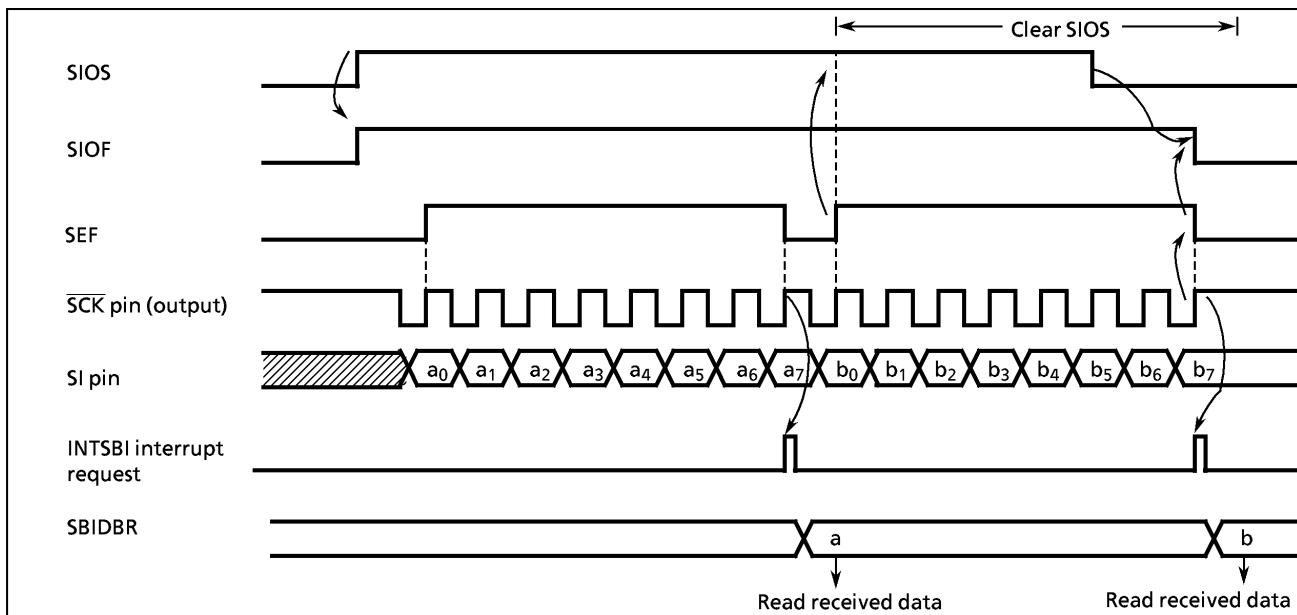 Clear SIOS
SIOS
SIOF
SEF
SCK pin (output)
SI pin
a0 a1 a2 a3 a4 a5 a6 a7 b0 b1 b2 b3 b4 b5 b6 b7
INTSBI interrupt
request
SBIDBR
a b
Read received data Read received data